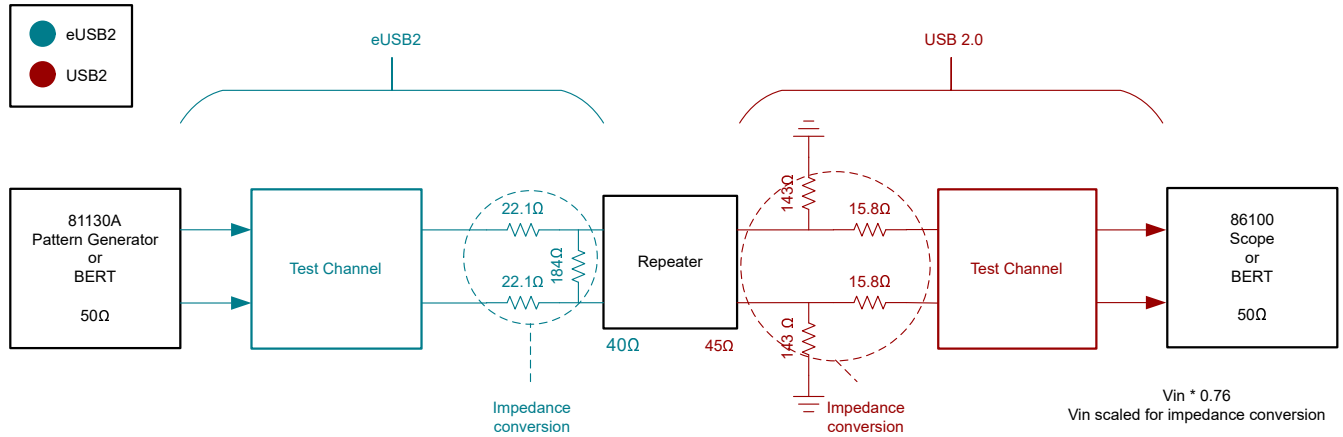 eUSB2
USB2
eUSB2
USB 2.0
81130A
Pattern Generator
or
BERT
50Ω
Test Channel
22.1Ω
22.1Ω
184Ω
Repeater
40Ω
45Ω
143Ω
15.8Ω
15.8Ω
143 Ω
Test Channel
86100
Scope
or
BERT
50Ω
Impedance
conversion
Impedance
conversion
Vin * 0.76
Vin scaled for impedance conversion